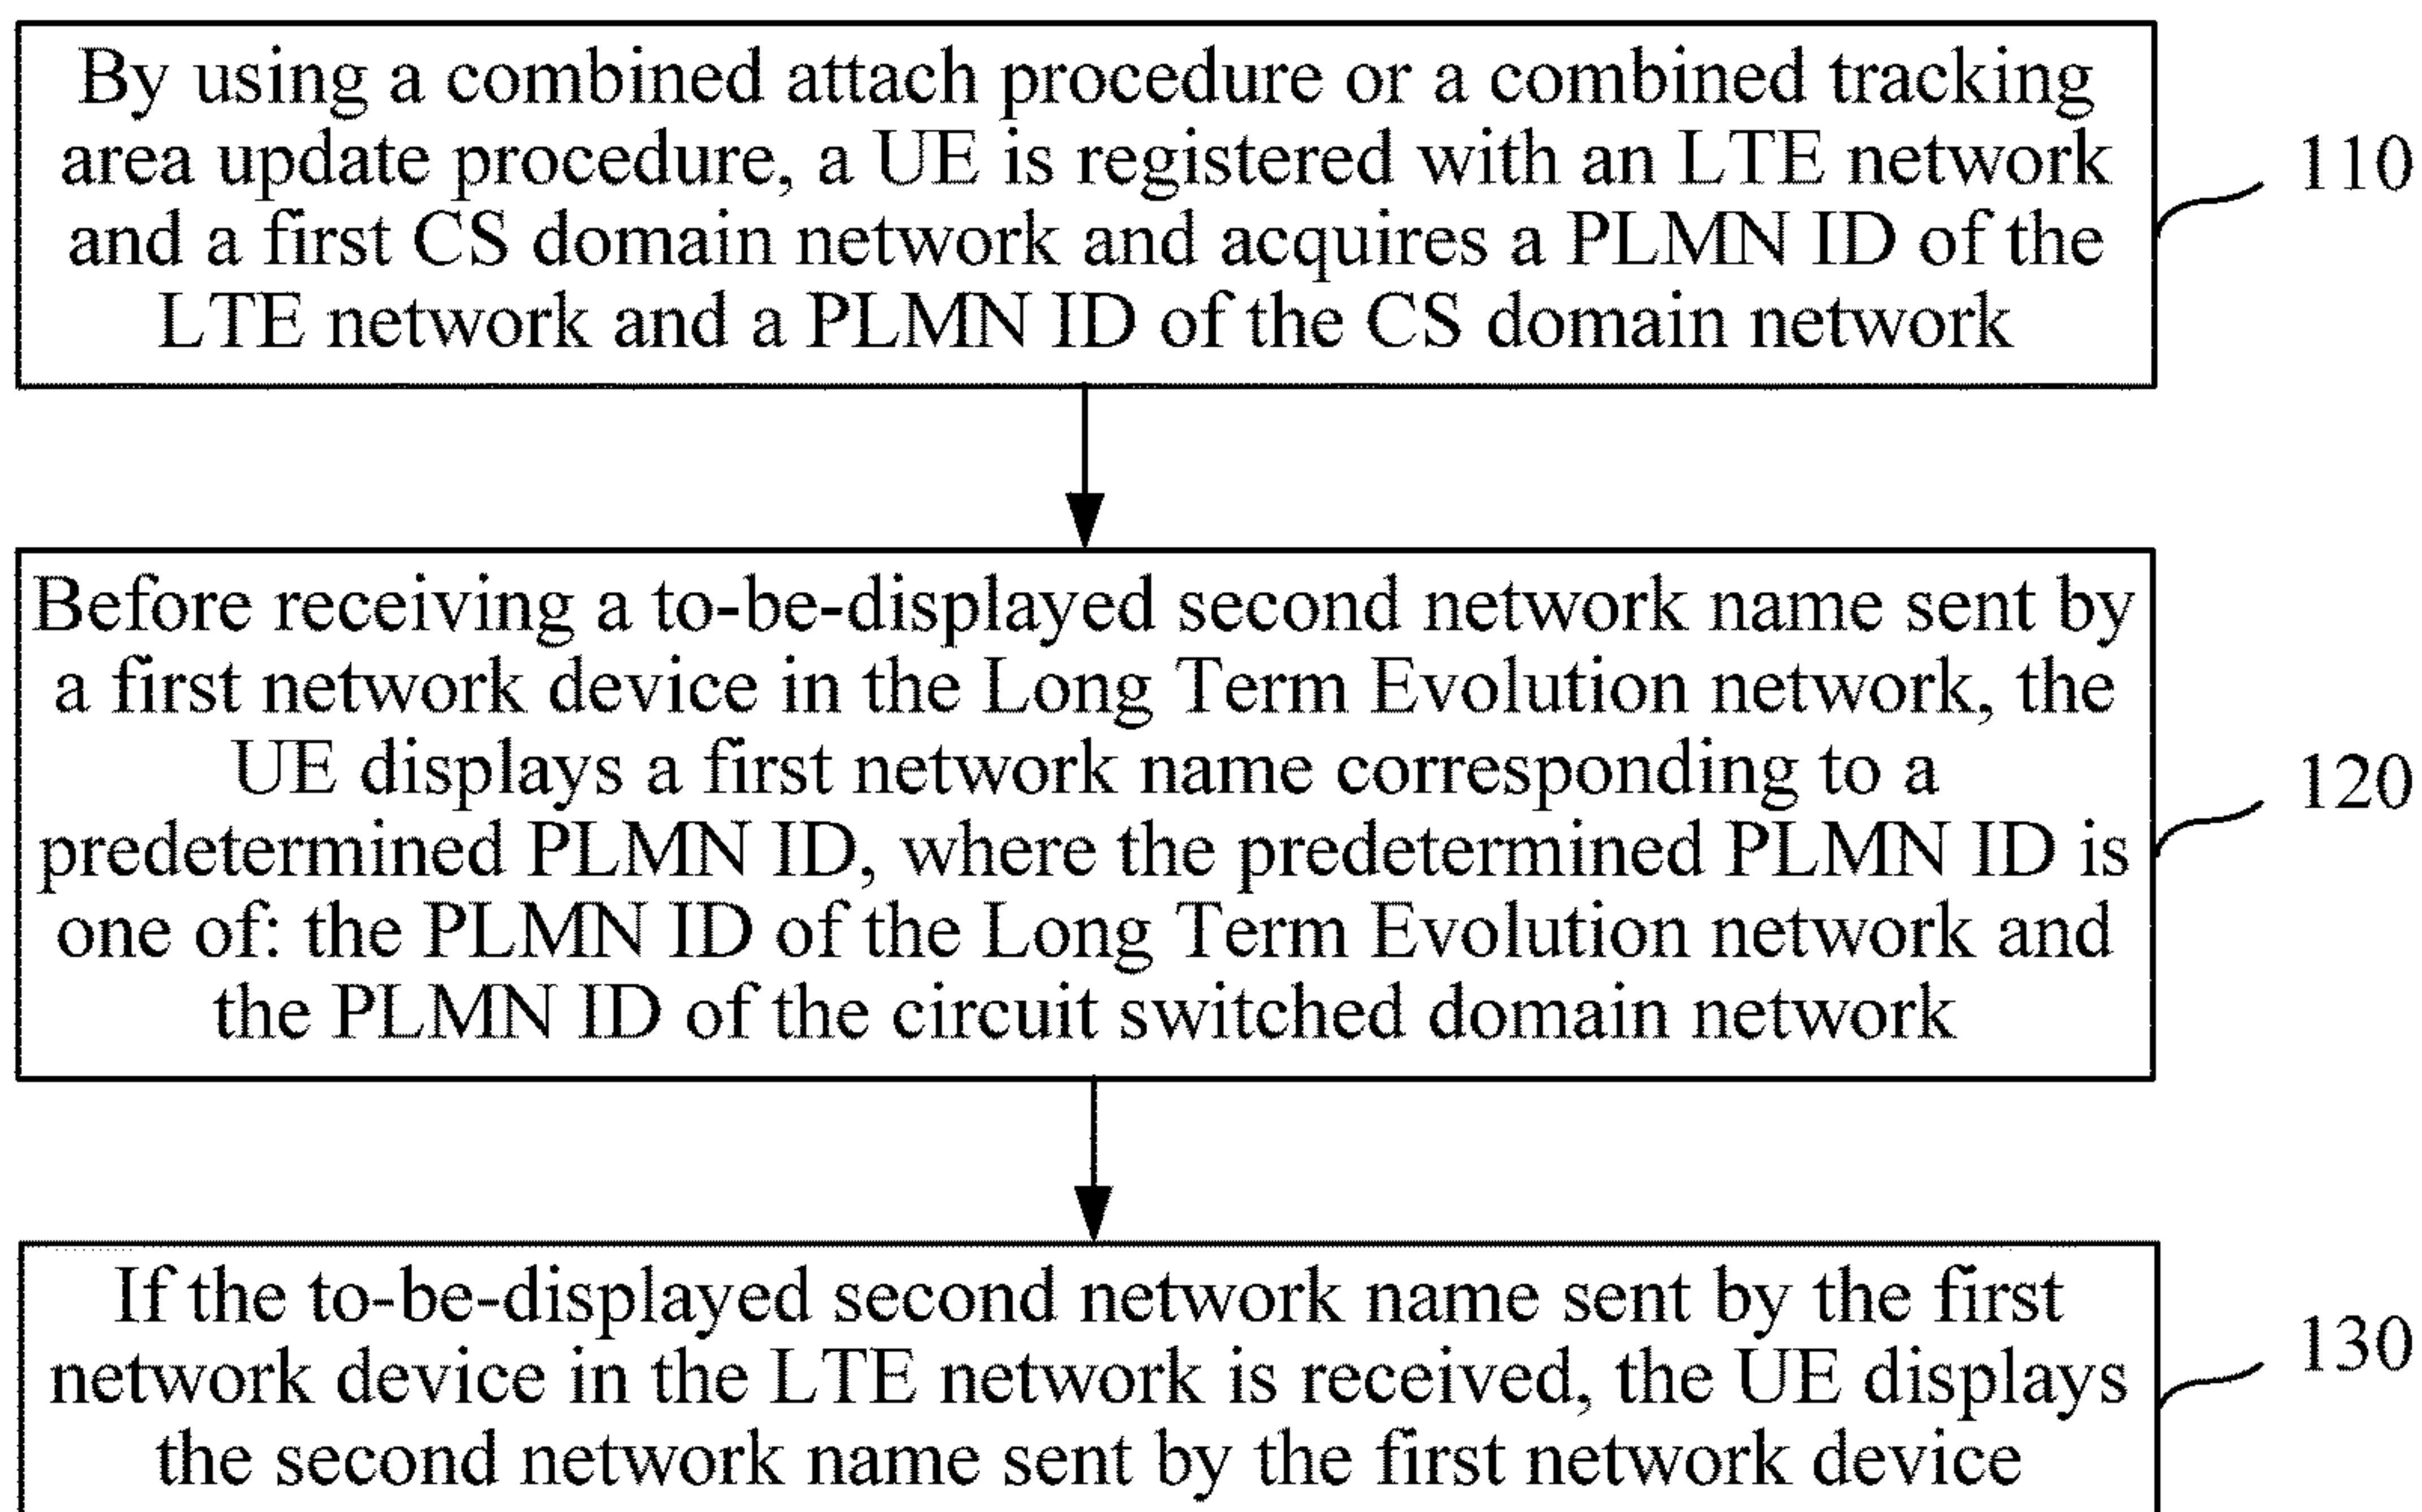 By using a combined attach procedure or a combined tracking
area update procedure, a UE is registered with an LTE network
and a first CS domain network and acquires a PLMN ID of the
LTE network and a PLMN ID of the CS domain network
110
Before receiving a to-be-displayed second network name sent by
a first network device in the Long Term Evolution network, the
UE displays a first network name corresponding to a
predetermined PLMN ID, where the predetermined PLMN ID is
one of: the PLMN ID of the Long Term Evolution network and
the PLMN ID of the circuit switched domain network
120
If the to-be-displayed second network name sent by the first
network device in the LTE network is received, the UE displays
the second network name sent by the first network device
130